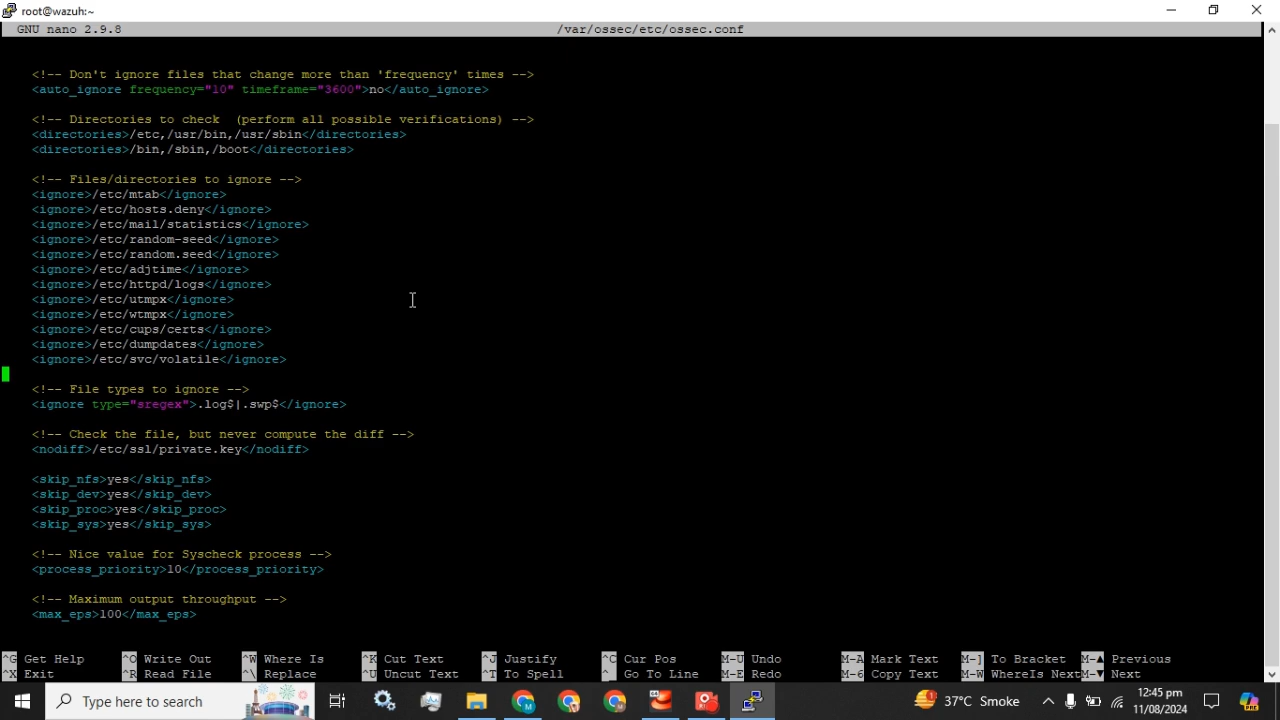 root@wazuh:~
GNU nano 2.9.8 /var/ossec/etc/ossec.conf
<!-- Don't ignore files that change more than 'frequency' times -->
<auto_ignore frequency="10" timeframe="3600">no</auto_ignore>
<!-- Directories to check  (perform all possible verifications) -->
<directories>/etc,/usr/bin,/usr/sbin</directories>
<directories>/bin,/sbin,/boot</directories>
<!-- Files/directories to ignore -->
<ignore>/etc/mtab</ignore>
<ignore>/etc/hosts.deny</ignore>
<ignore>/etc/mail/statistics</ignore>
<ignore>/etc/random-seed</ignore>
<ignore>/etc/random.seed</ignore>
<ignore>/etc/adjtime</ignore>
<ignore>/etc/httpd/logs</ignore>
<ignore>/etc/utmpx</ignore>
<ignore>/etc/wtmpx</ignore>
<ignore>/etc/cups/certs</ignore>
<ignore>/etc/dumpdates</ignore>
<ignore>/etc/svc/volatile</ignore>
<!-- File types to ignore -->
<ignore type="sregex">.log$|.swp$</ignore>
<!-- Check the file, but never compute the diff -->
<nodiff>/etc/ssl/private.key</nodiff>
<skip_nfs>yes</skip_nfs>
<skip_dev>yes</skip_dev>
<skip_proc>yes</skip_proc>
<skip_sys>yes</skip_sys>
<!-- Nice value for Syscheck process -->
<process_priority>10</process_priority>
<!-- Maximum output throughput -->
<max_eps>100</max_eps>
^G Get Help ^O Write Out ^W Where Is ^K Cut Text ^J Justify ^C Cur Pos M-U Undo M-A Mark Text M-] To Bracket M-▲ Previous
^X Exit ^R Read File ^\ Replace ^U Uncut Text ^T To Spell ^_ Go To Line M-E Redo M-6 Copy Text M-W WhereIs Next M-▼ Next
Type here to search 1 37°C Smoke 12:45 pm
11/08/2024